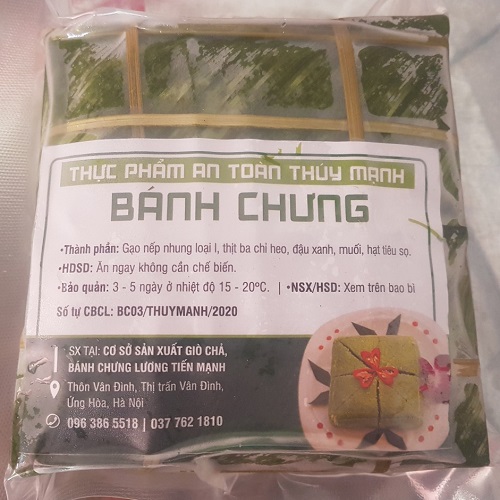 THỰC PHẨM AN TOÀN THÚY MẠNH
BÁNH CHƯNG
•Thành phần: Gạo nếp nhung loại I, thịt ba chỉ heo, đậu xanh, muối, hạt tiêu sọ.
•HDSD: Ăn ngay không cần chế biến.
•Bảo quản: 3 - 5 ngày ở nhiệt độ 15 - 20ºC. | •NSX/HSD: Xem trên bao bì
Số tự CBCL: BC03/THUYMANH/2020
SX TẠI: CƠ SỞ SẢN XUẤT GIÒ CHẢ,
BÁNH CHƯNG LƯƠNG TIẾN MẠNH
Thôn Vân Đình, Thị trấn Vân Đình,
Ứng Hòa, Hà Nội
096 386 5518 | 037 762 1810